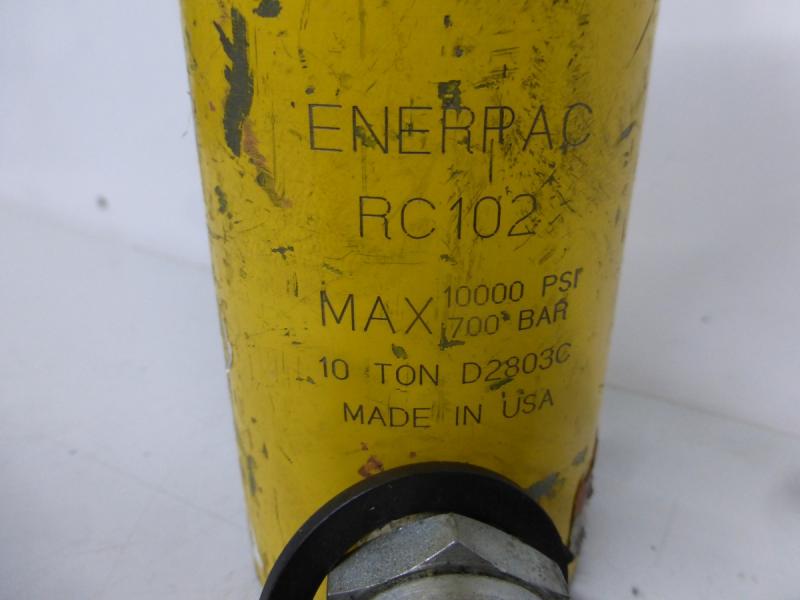 ENERPAC
RC102
MAX 10000 PSI
700 BAR
10 TON D2803C
MADE IN USA